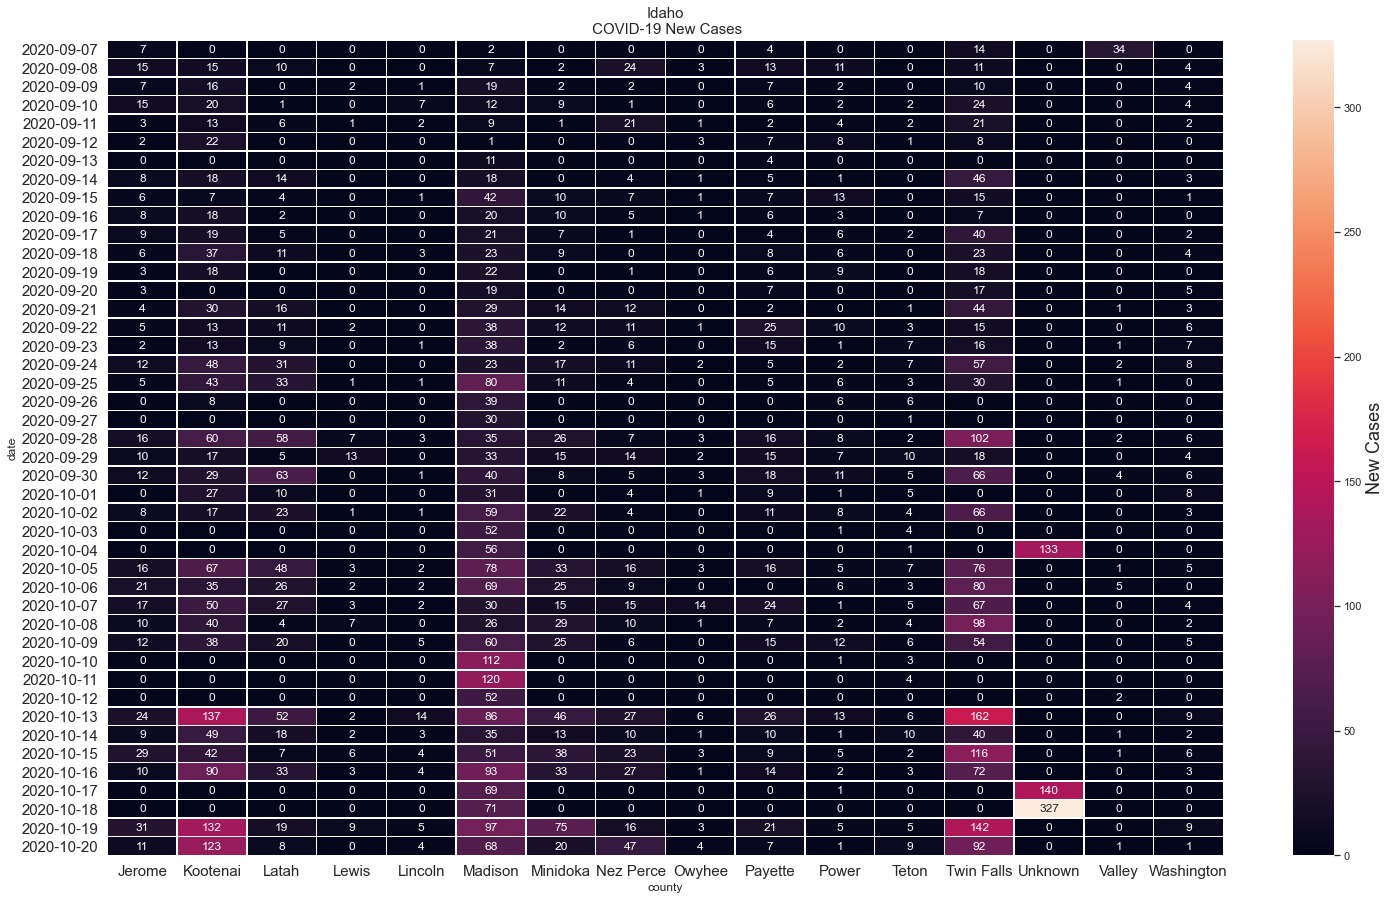 Idaho
COVID-19 New Cases
2020-09-07 7 0 0 0 0 2 0 0 0 4 0 0 14 0 34 0
2020-09-08 15 15 10 0 0 7 2 24 3 13 11 0 11 0 0 4
2020-09-09 7 16 0 2 1 19 2 2 0 7 2 0 10 0 0 4
2020-09-10 15 20 1 0 7 12 9 1 0 6 2 2 24 0 0 4
2020-09-11 3 13 6 1 2 9 1 21 1 2 4 2 21 0 0 2
2020-09-12 2 22 0 0 0 1 0 0 3 7 8 1 8 0 0 0
2020-09-13 0 0 0 0 0 11 0 0 0 4 0 0 0 0 0 0
2020-09-14 8 18 14 0 0 18 0 4 1 5 1 0 46 0 0 3
2020-09-15 6 7 4 0 1 42 10 7 1 7 13 0 15 0 0 1
2020-09-16 8 18 2 0 0 20 10 5 1 6 3 0 7 0 0 0
2020-09-17 9 19 5 0 0 21 7 1 0 4 6 2 40 0 0 2
2020-09-18 6 37 11 0 3 23 9 0 0 8 6 0 23 0 0 4
2020-09-19 3 18 0 0 0 22 0 1 0 6 9 0 18 0 0 0
2020-09-20 3 0 0 0 0 19 0 0 0 7 0 0 17 0 0 5
2020-09-21 4 30 16 0 0 29 14 12 0 2 0 1 44 0 1 3
2020-09-22 5 13 11 2 0 38 12 11 1 25 10 3 15 0 0 6
2020-09-23 2 13 9 0 1 38 2 6 0 15 1 7 16 0 1 7
2020-09-24 12 48 31 0 0 23 17 11 2 5 2 7 57 0 2 8
2020-09-25 5 43 33 1 1 80 11 4 0 5 6 3 30 0 1 0
2020-09-26 0 8 0 0 0 39 0 0 0 0 6 6 0 0 0 0
2020-09-27 0 0 0 0 0 30 0 0 0 0 0 1 0 0 0 0
2020-09-28 16 60 58 7 3 35 26 7 3 16 8 2 102 0 2 6
2020-09-29 10 17 5 13 0 33 15 14 2 15 7 10 18 0 0 4
2020-09-30 12 29 63 0 1 40 8 5 3 18 11 5 66 0 4 6
2020-10-01 0 27 10 0 0 31 0 4 1 9 1 5 0 0 0 8
2020-10-02 8 17 23 1 1 59 22 4 0 11 8 4 66 0 0 3
2020-10-03 0 0 0 0 0 52 0 0 0 0 1 4 0 0 0 0
2020-10-04 0 0 0 0 0 56 0 0 0 0 0 1 0 133 0 0
2020-10-05 16 67 48 3 2 78 33 16 3 16 5 7 76 0 1 5
2020-10-06 21 35 26 2 2 69 25 9 0 0 6 3 80 0 5 0
2020-10-07 17 50 27 3 2 30 15 15 14 24 1 5 67 0 0 4
2020-10-08 10 40 4 7 0 26 29 10 1 7 2 4 98 0 0 2
2020-10-09 12 38 20 0 5 60 25 6 0 15 12 6 54 0 0 5
2020-10-10 0 0 0 0 0 112 0 0 0 0 1 3 0 0 0 0
2020-10-11 0 0 0 0 0 120 0 0 0 0 0 4 0 0 0 0
2020-10-12 0 0 0 0 0 52 0 0 0 0 0 0 0 0 2 0
2020-10-13 24 137 52 2 14 86 46 27 6 26 13 6 162 0 0 9
2020-10-14 9 49 18 2 3 35 13 10 1 10 1 10 40 0 1 2
2020-10-15 29 42 7 6 4 51 38 23 3 9 5 2 116 0 1 6
2020-10-16 10 90 33 3 4 93 33 27 1 14 2 3 72 0 0 3
2020-10-17 0 0 0 0 0 69 0 0 0 0 1 0 0 140 0 0
2020-10-18 0 0 0 0 0 71 0 0 0 0 0 0 0 327 0 0
2020-10-19 31 132 19 9 5 97 75 16 3 21 5 5 142 0 0 9
2020-10-20 11 123 8 0 4 68 20 47 4 7 1 9 92 0 1 1
Jerome Kootenai Latah Lewis Lincoln Madison Minidoka Nez Perce Owyhee Payette Power Teton Twin Falls Unknown Valley Washington
county
date
300
250
200
150
100
50
0
New Cases